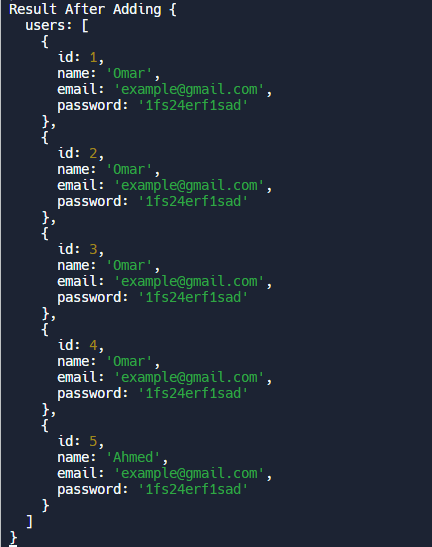 Result After Adding {
  users: [
    {
      id: 1,
      name: 'Omar',
      email: 'example@gmail.com',
      password: '1fs24erf1sad'
    },
    {
      id: 2,
      name: 'Omar',
      email: 'example@gmail.com',
      password: '1fs24erf1sad'
    },
    {
      id: 3,
      name: 'Omar',
      email: 'example@gmail.com',
      password: '1fs24erf1sad'
    },
    {
      id: 4,
      name: 'Omar',
      email: 'example@gmail.com',
      password: '1fs24erf1sad'
    },
    {
      id: 5,
      name: 'Ahmed',
      email: 'example@gmail.com',
      password: '1fs24erf1sad'
    }
  ]
}